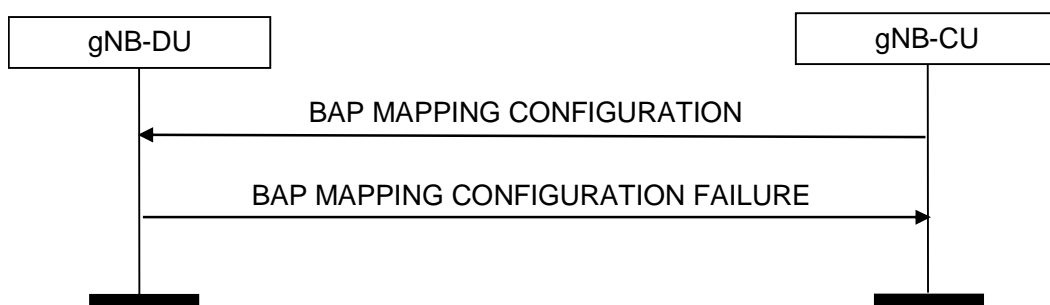 gNB-DU
gNB-CU
BAP MAPPING CONFIGURATION
BAP MAPPING CONFIGURATION FAILURE